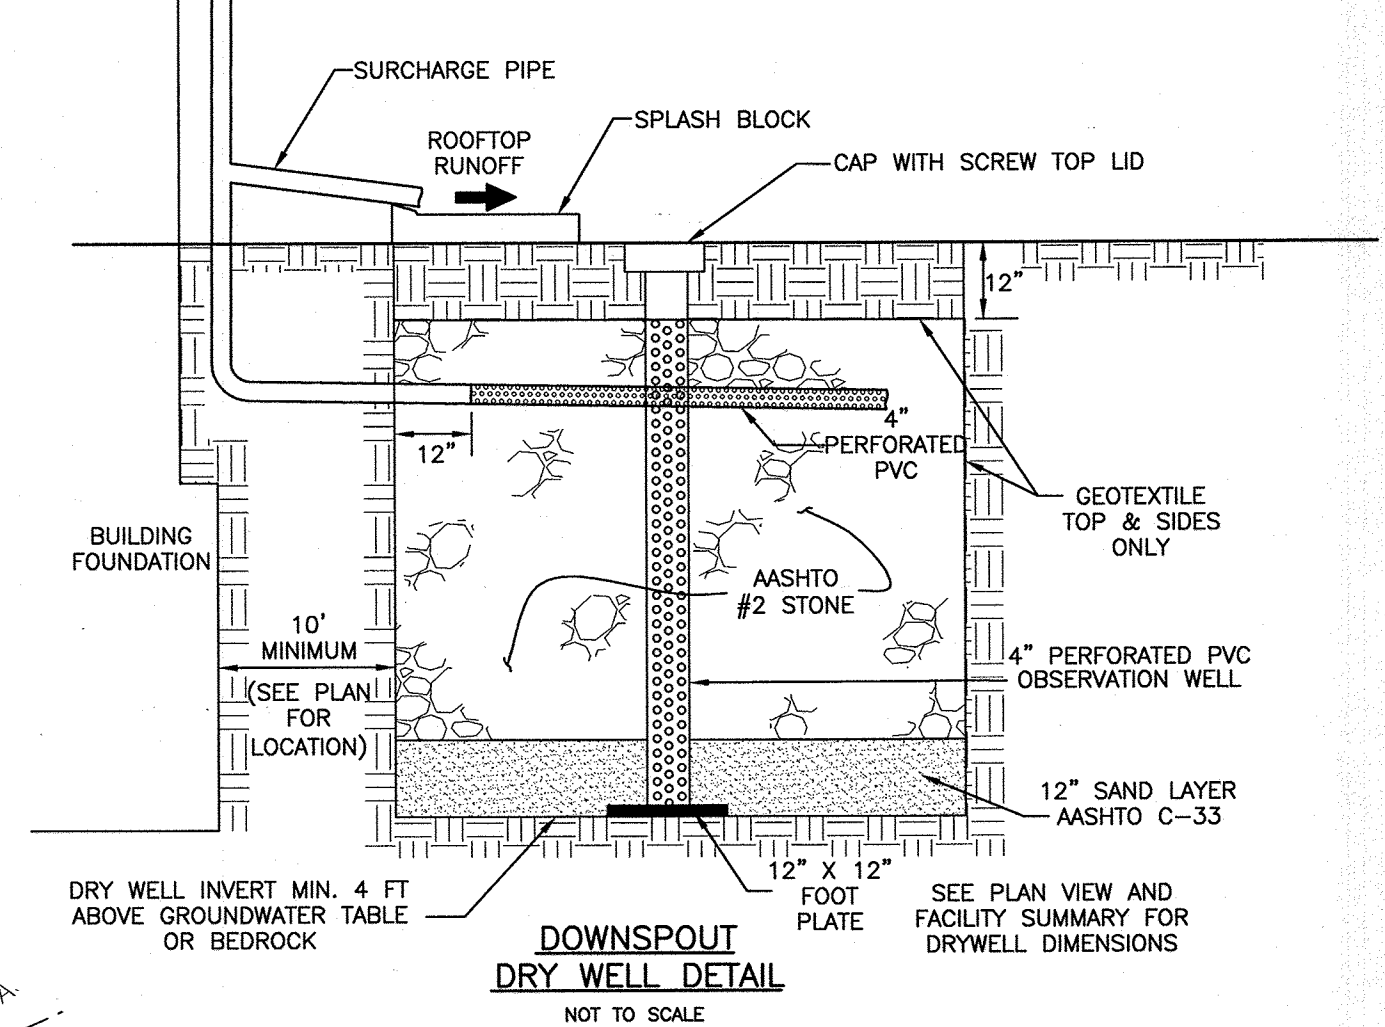 SURCHARGE PIPE
SPLASH BLOCK
ROOFTOP
RUNOFF
CAP WITH SCREW TOP LID
12"
12"
4"
PERFORATED
PVC
GEOTEXTILE
TOP & SIDES
ONLY
BUILDING
FOUNDATION
AASHTO
#2 STONE
10'
MINIMUM
(SEE PLAN
FOR
LOCATION)
4" PERFORATED PVC
OBSERVATION WELL
12" SAND LAYER
AASHTO C-33
DRY WELL INVERT MIN. 4 FT
ABOVE GROUNDWATER TABLE
OR BEDROCK
12" X 12"
FOOT
PLATE
SEE PLAN VIEW AND
FACILITY SUMMARY FOR
DRYWELL DIMENSIONS
DOWNSPOUT
DRY WELL DETAIL
NOT TO SCALE